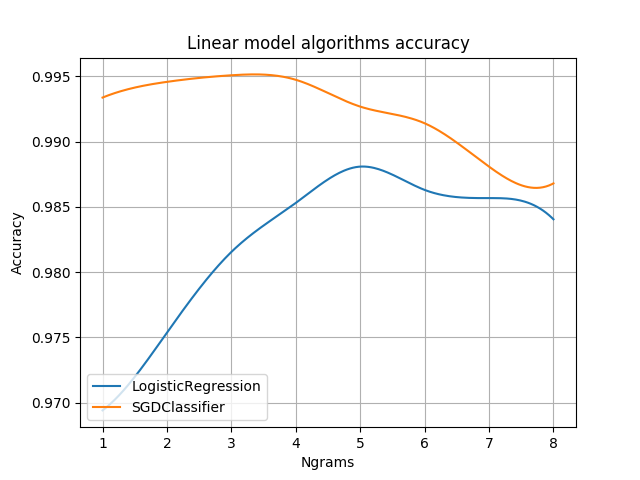 Linear model algorithms accuracy
Accuracy
0.995
0.990
0.985
0.980
0.975
0.970
LogisticRegression
SGDClassifier
1 2 3 4 5 6 7 8
Ngrams